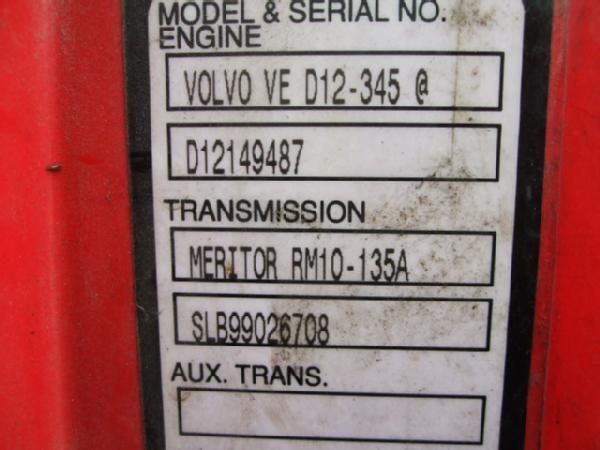 MODEL & SERIAL NO.
ENGINE
VOLVO VE D12-345 @
D12149487
TRANSMISSION
MERITOR RM10-135A
SLB99026708
AUX. TRANS.